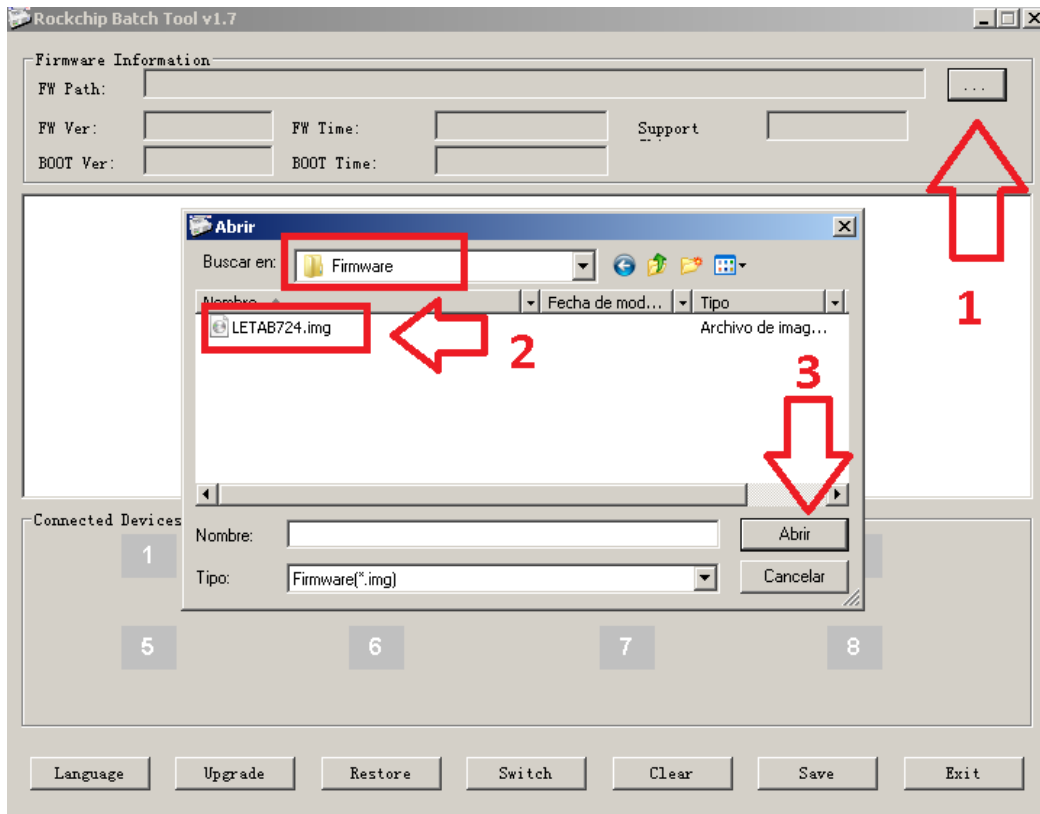 Rockchip Batch Tool v1.7
Firmware Information
FW Path:
...
FW Ver:
FW Time:
Support
BOOT Ver:
BOOT Time:
1
Abrir
Buscar en:
Firmware
Nombre
Fecha de mod...
Tipo
LETAB724.img
Archivo de imag...
2
3
Nombre:
Abrir
Tipo:
Firmware(*.img)
Cancelar
Connected Devices
1
5
6
7
8
Language
Upgrade
Restore
Switch
Clear
Save
Exit